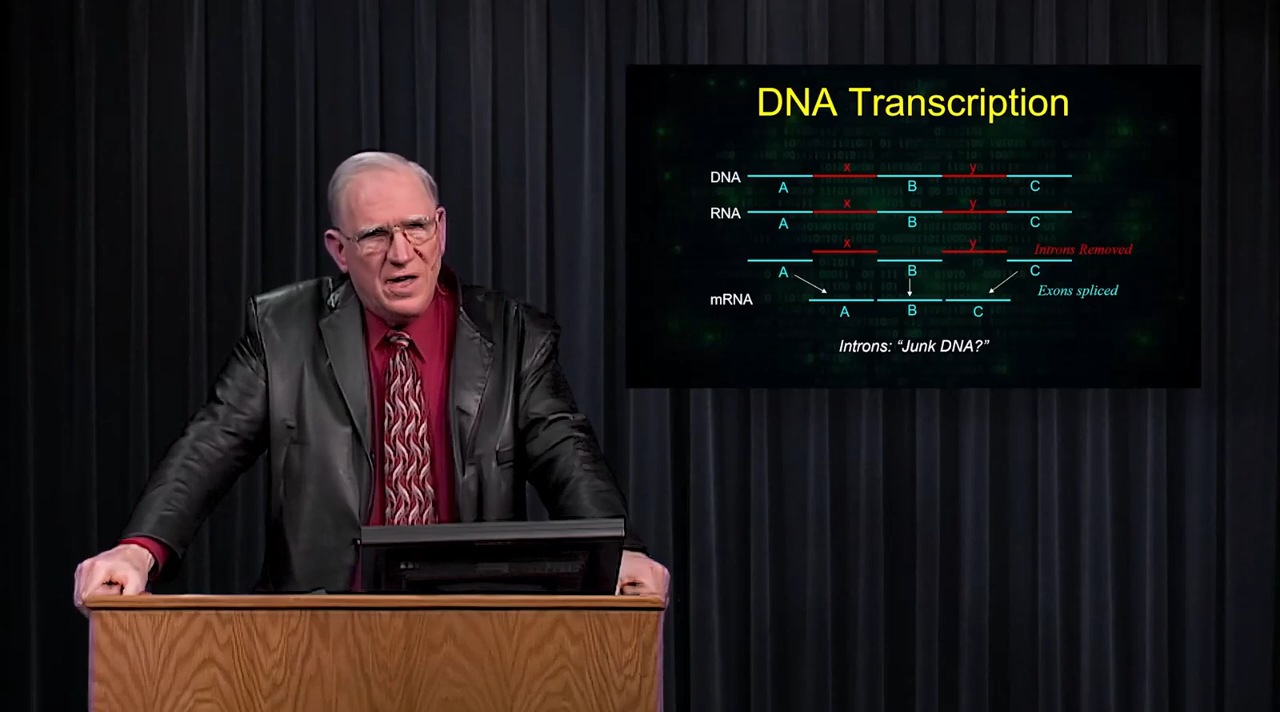 DNA Transcription
DNA
x
y
A
B
C
RNA
x
y
A
B
C
x
y
Introns Removed
A
B
C
Exons spliced
mRNA
A
B
C
Introns: “Junk DNA?”